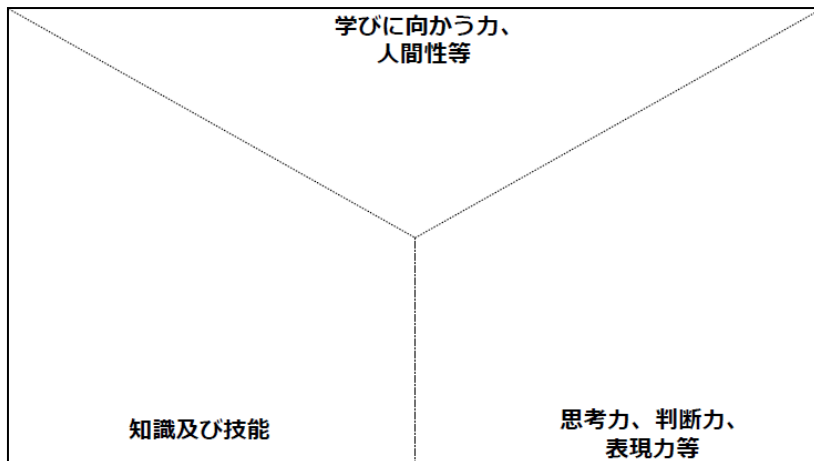 学びに向かう力、
人間性等
知識及び技能
思考力、判断力、
表現力等